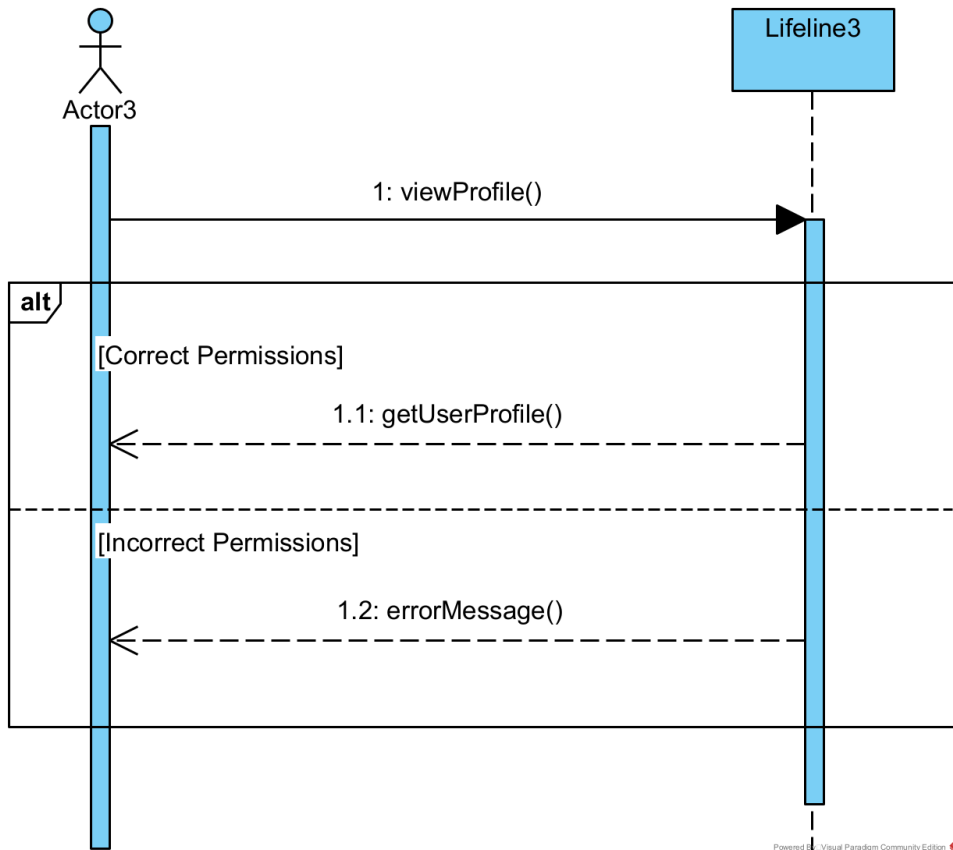 Actor3
Lifeline3
1: viewProfile()
alt
[Correct Permissions]
1.1: getUserProfile()
[Incorrect Permissions]
1.2: errorMessage()
Powered By Visual Paradigm Community Edition